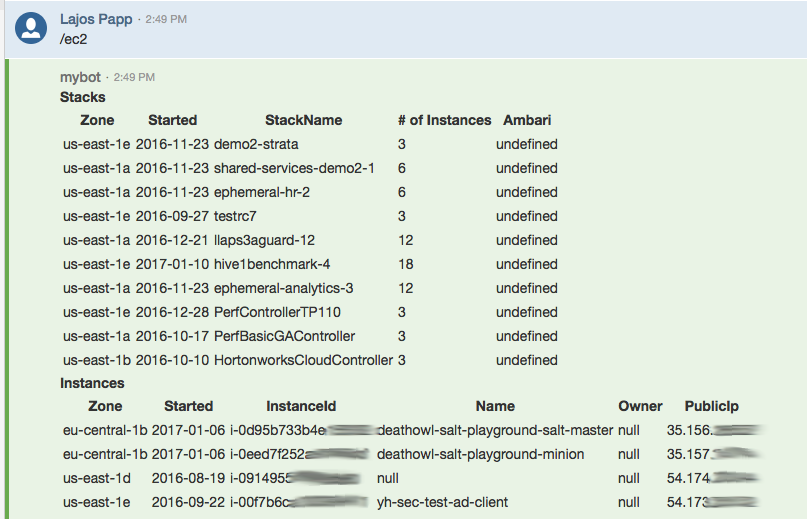 Lajos Papp · 2:49 PM
/ec2
mybot · 2:49 PM
Stacks
Zone Started StackName # of Instances Ambari
us-east-1e 2016-11-23 demo2-strata 3 undefined
us-east-1a 2016-11-23 shared-services-demo2-1 6 undefined
us-east-1a 2016-11-23 ephemeral-hr-2 6 undefined
us-east-1e 2016-09-27 testrc7 3 undefined
us-east-1a 2016-12-21 llaps3aguard-12 12 undefined
us-east-1e 2017-01-10 hive1benchmark-4 18 undefined
us-east-1a 2016-11-23 ephemeral-analytics-3 12 undefined
us-east-1e 2016-12-28 PerfControllerTP110 3 undefined
us-east-1a 2016-10-17 PerfBasicGAController 3 undefined
us-east-1b 2016-10-10 HortonworksCloudController 3 undefined
Instances
Zone Started InstanceId Name Owner PublicIp
eu-central-1b 2017-01-06 i-0d95b733b4e deathowl-salt-playground-salt-master null 35.156.
eu-central-1b 2017-01-06 i-0eed7f252a deathowl-salt-playground-minion null 35.157
us-east-1d 2016-08-19 i-0914955 null null 54.174
us-east-1e 2016-09-22 i-00f7b6c yh-sec-test-ad-client null 54.173